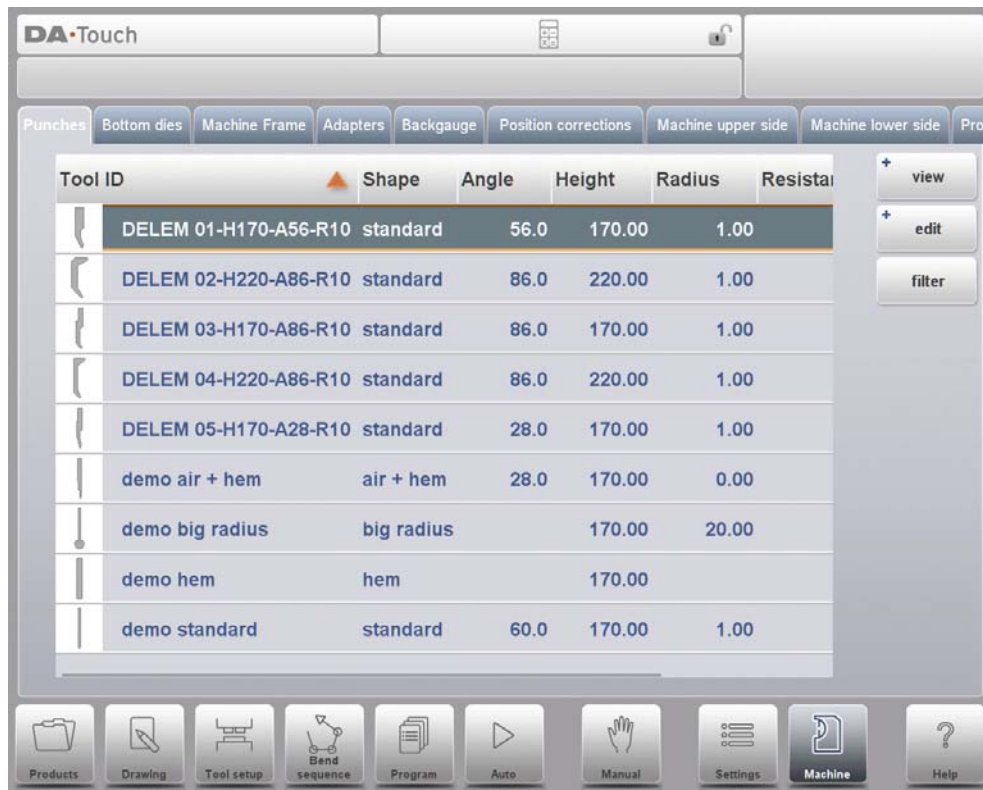 DA·Touch
Punches Bottom dies Machine Frame Adapters Backgauge Position corrections Machine upper side Machine lower side Pro
Tool ID Shape Angle Height Radius Resistan
+ view
DELEM 01-H170-A56-R10 standard 56.0 170.00 1.00
+ edit
DELEM 02-H220-A86-R10 standard 86.0 220.00 1.00
filter
DELEM 03-H170-A86-R10 standard 86.0 170.00 1.00
DELEM 04-H220-A86-R10 standard 86.0 220.00 1.00
DELEM 05-H170-A28-R10 standard 28.0 170.00 1.00
demo air + hem air + hem 28.0 170.00 0.00
demo big radius big radius 170.00 20.00
demo hem hem 170.00
demo standard standard 60.0 170.00 1.00
Products Drawing Tool setup Bend sequence Program Auto Manual Settings Machine Help